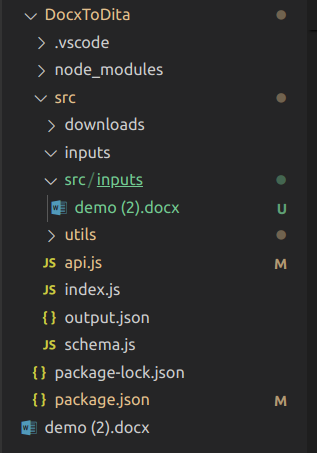 DocxToDita
.vscode
node_modules
src
downloads
inputs
src/inputs
demo (2).docx U
utils
JS api.js M
JS index.js
{} output.json
JS schema.js
{} package-lock.json
{} package.json M
demo (2).docx